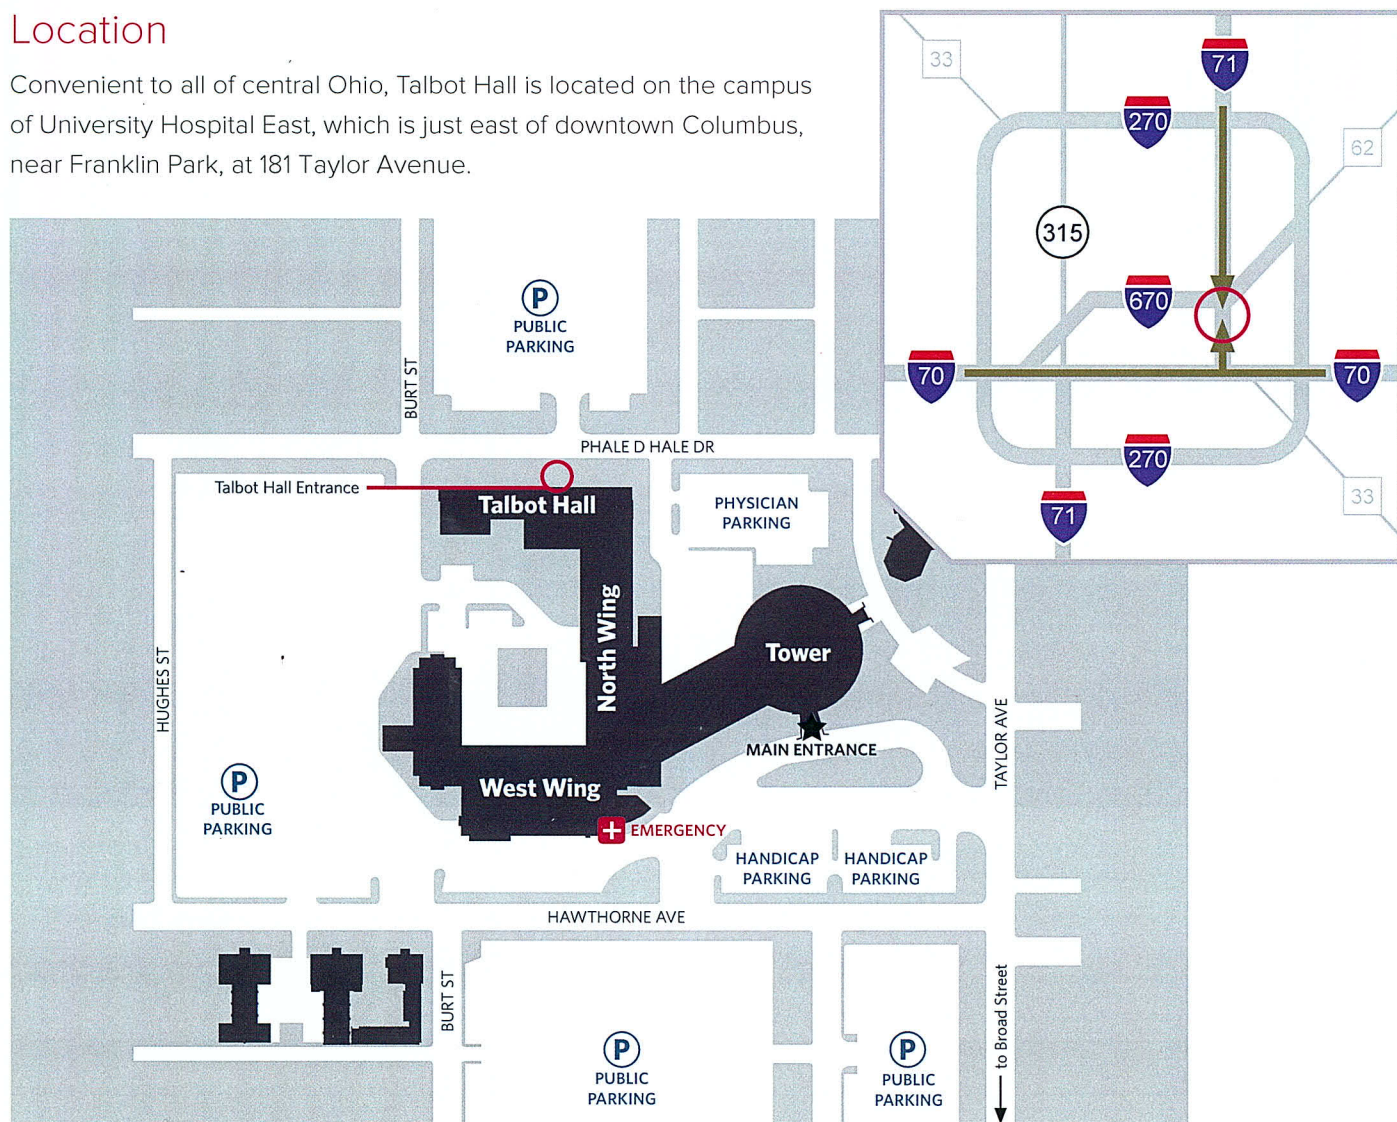 Location
Convenient to all of central Ohio, Talbot Hall is located on the campus
of University Hospital East, which is just east of downtown Columbus,
near Franklin Park, at 181 Taylor Avenue.
33
71
270
62
315
670
70
70
270
33
71
P
PUBLIC
PARKING
BURT ST
PHALE D HALE DR
Talbot Hall Entrance
Talbot Hall
PHYSICIAN
PARKING
North Wing
Tower
HUGHES ST
MAIN ENTRANCE
TAYLOR AVE
West Wing
P
PUBLIC
PARKING
EMERGENCY
HANDICAP
PARKING
HANDICAP
PARKING
HAWTHORNE AVE
BURT ST
to Broad Street
P
PUBLIC
PARKING
P
PUBLIC
PARKING